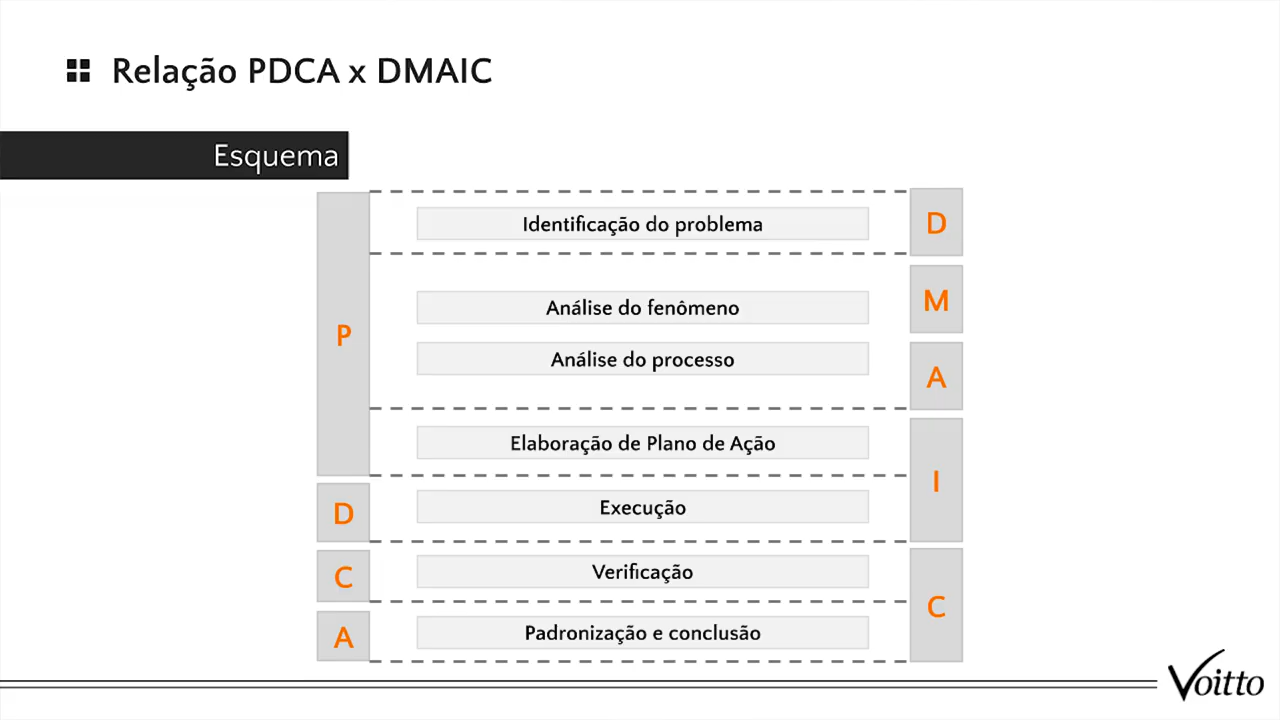 Relação PDCA x DMAIC
Esquema
P
D
C
A
Identificação do problema
Análise do fenômeno
Análise do processo
Elaboração de Plano de Ação
Execução
Verificação
Padronização e conclusão
D
M
A
I
C
Voitto